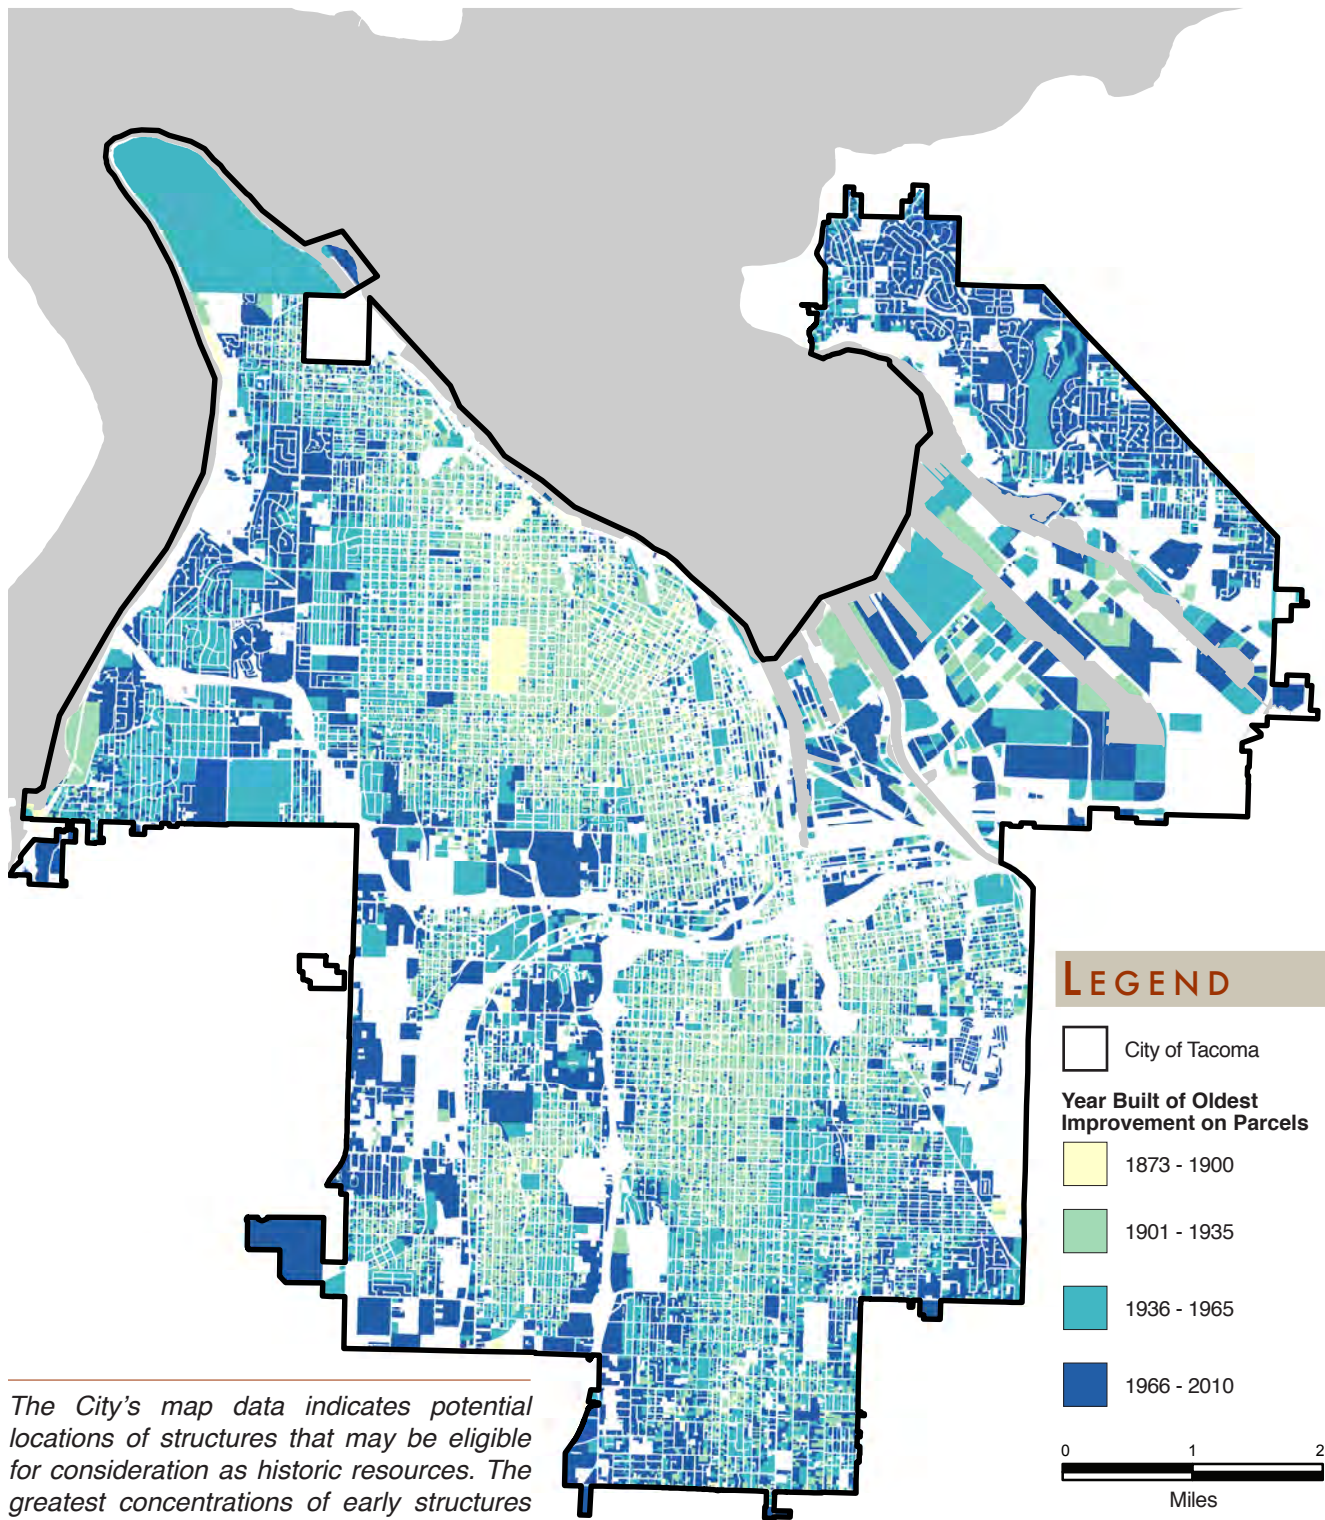 LEGEND
City of Tacoma
Year Built of Oldest
Improvement on Parcels
1873 - 1900
1901 - 1935
1936 - 1965
1966 - 2010
0 1 2
Miles
The City’s map data indicates potential
locations of structures that may be eligible
for consideration as historic resources. The
greatest concentrations of early structures